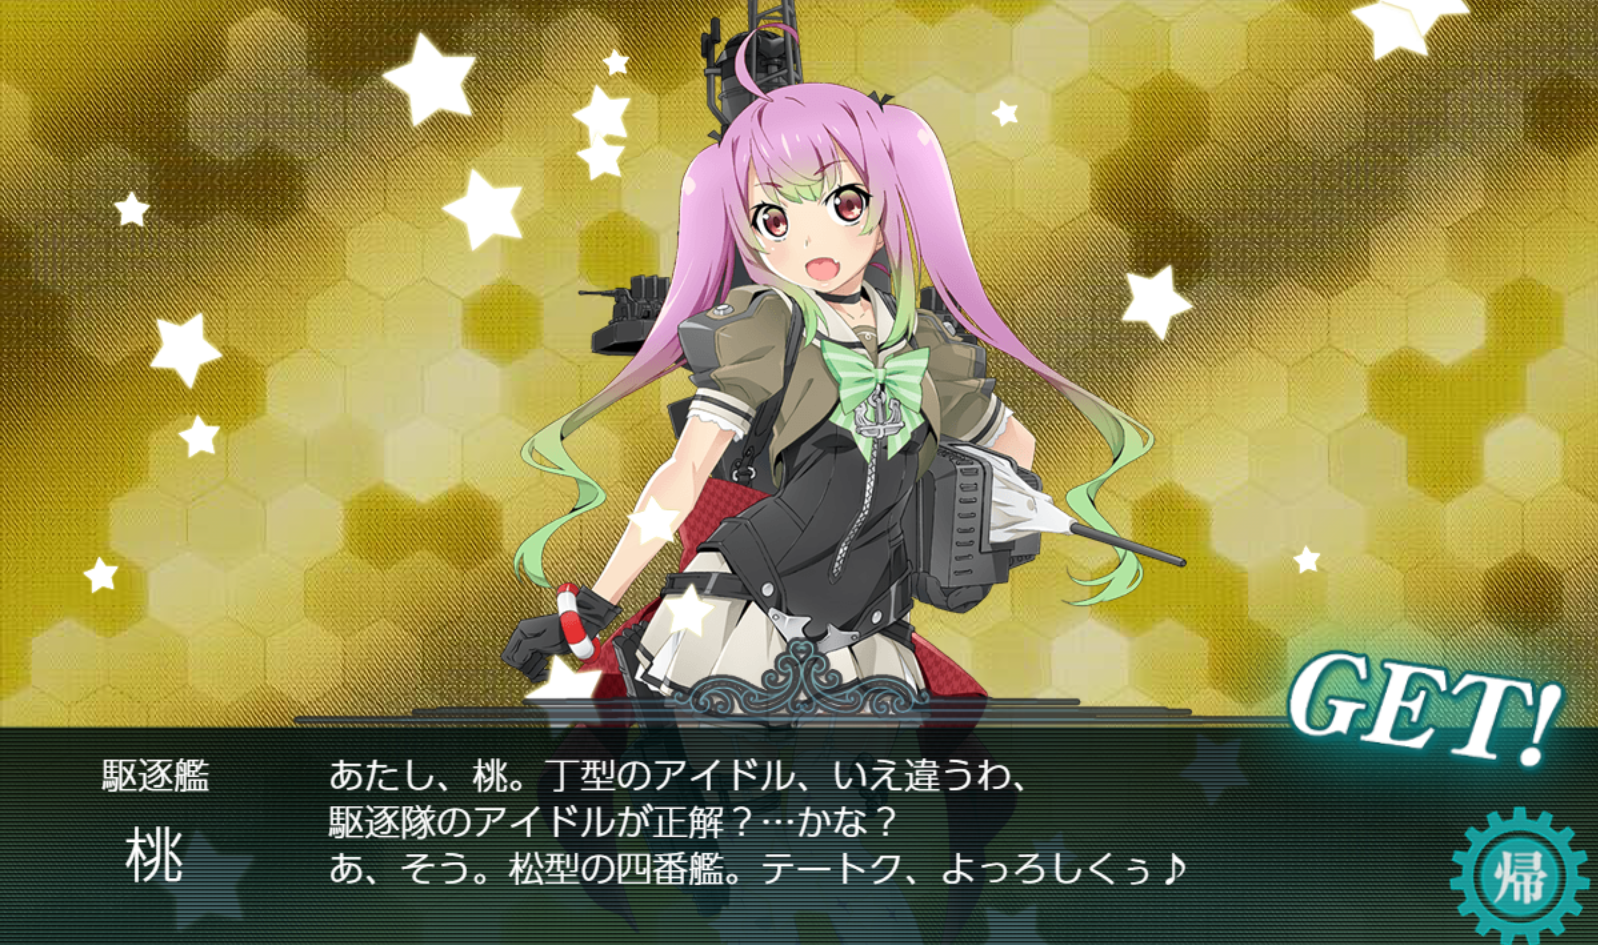 GET!
駆逐艦
桃
あたし、桃。丁型のアイドル、いえ違うわ、
駆逐隊のアイドルが正解？…かな？
あ、そう。松型の四番艦。テートク、よっろしくぅ♪
帰